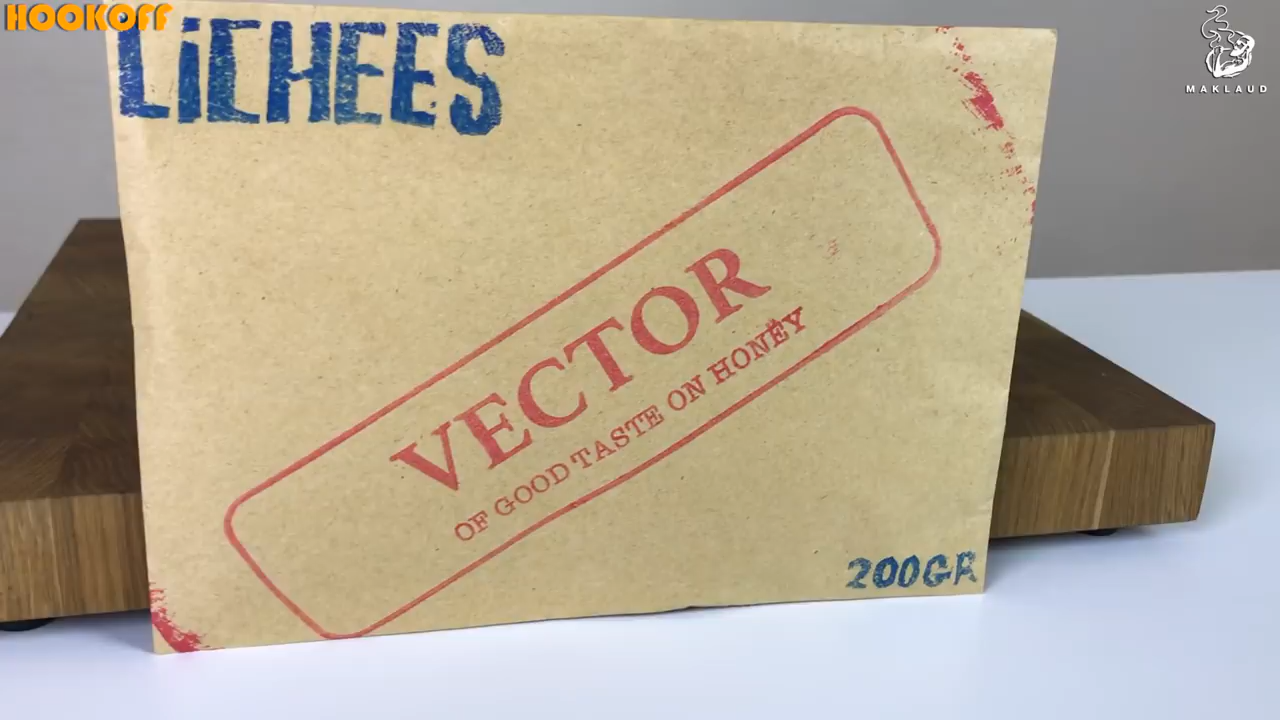 HOOKOFF
MAKLAUD
LiCHEES
VECTOR
OF GOOD TASTE ON HONEY
200GR